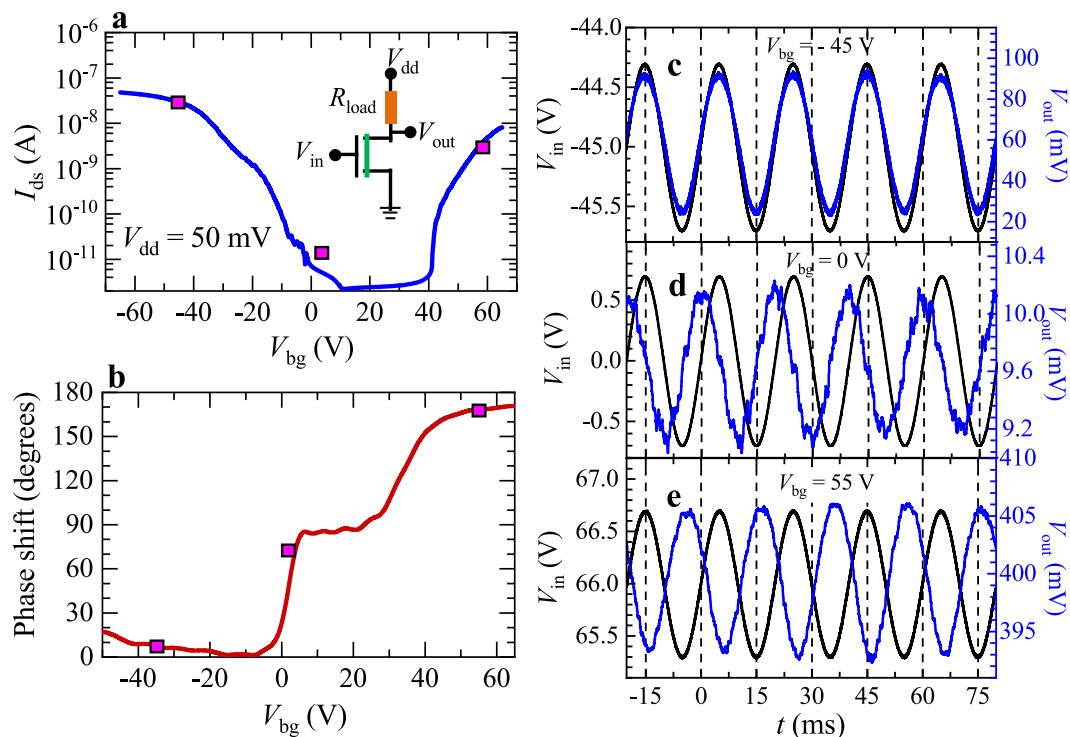 a
10⁻⁶
10⁻⁷
10⁻⁸
10⁻⁹
10⁻¹⁰
10⁻¹¹
I_ds (A)
V_dd
R_load
V_out
V_in
V_dd = 50 mV
-60 -40 -20 0 20 40 60
V_bg (V)
b
180
150
120
90
60
30
0
Phase shift (degrees)
-40 -20 0 20 40 60
V_bg (V)
c
V_bg = - 45 V
-44.0
-44.5
-45.0
-45.5
V_in (V)
100
80
60
40
20
V_out (mV)
d
V_bg = 0 V
0.5
0.0
-0.5
V_in (V)
10.4
10.0
9.6
9.2
V_out (mV)
e
V_bg = 55 V
67.0
66.5
66.0
65.5
V_in (V)
410
405
400
395
V_out (mV)
-15 0 15 30 45 60 75
t (ms)